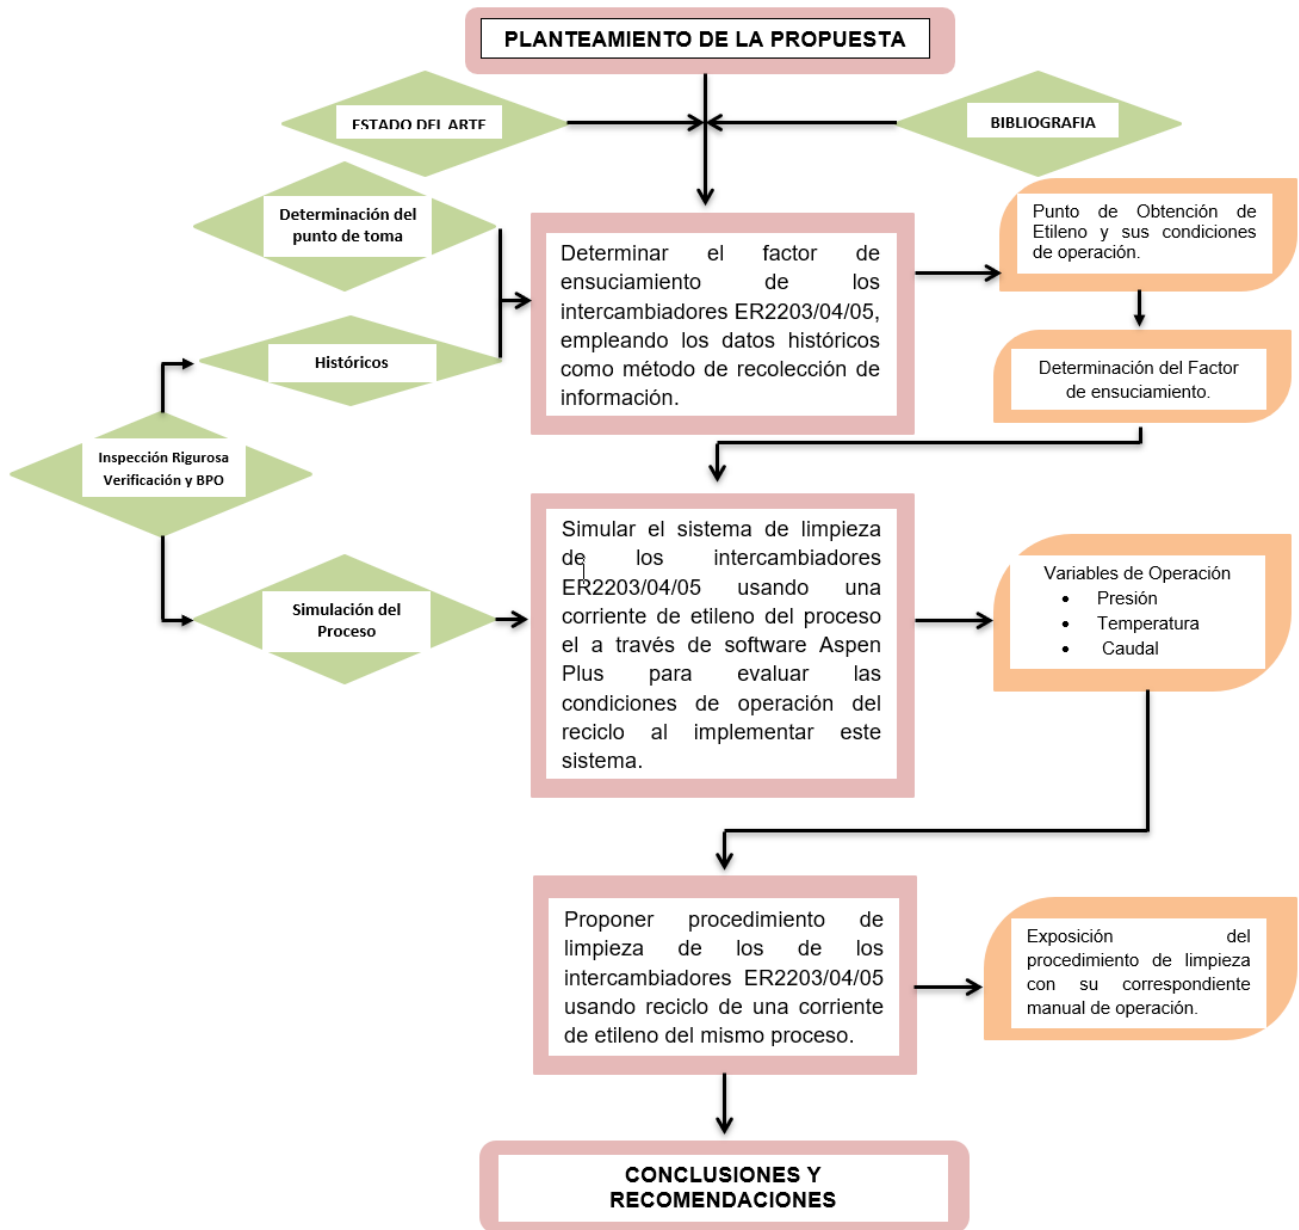 PLANTEAMIENTO DE LA PROPUESTA
ESTADO DEL ARTE
BIBLIOGRAFIA
Determinación del
punto de toma
Punto de Obtención de
Etileno y sus condiciones
de operación.
Determinar el factor de
ensuciamiento de los
intercambiadores ER2203/04/05,
empleando los datos históricos
como método de recolección de
información.
Históricos
Determinación del Factor
de ensuciamiento.
Inspección Rigurosa
Verificación y BPO
Simular el sistema de limpieza
de los intercambiadores
ER2203/04/05 usando una
corriente de etileno del proceso
el a través de software Aspen
Plus para evaluar las
condiciones de operación del
reciclo al implementar este
sistema.
Simulación del
Proceso
Variables de Operación
• Presión
• Temperatura
• Caudal
Proponer procedimiento de
limpieza de los de los
intercambiadores ER2203/04/05
usando reciclo de una corriente
de etileno del mismo proceso.
Exposición del
procedimiento de limpieza
con su correspondiente
manual de operación.
CONCLUSIONES Y
RECOMENDACIONES